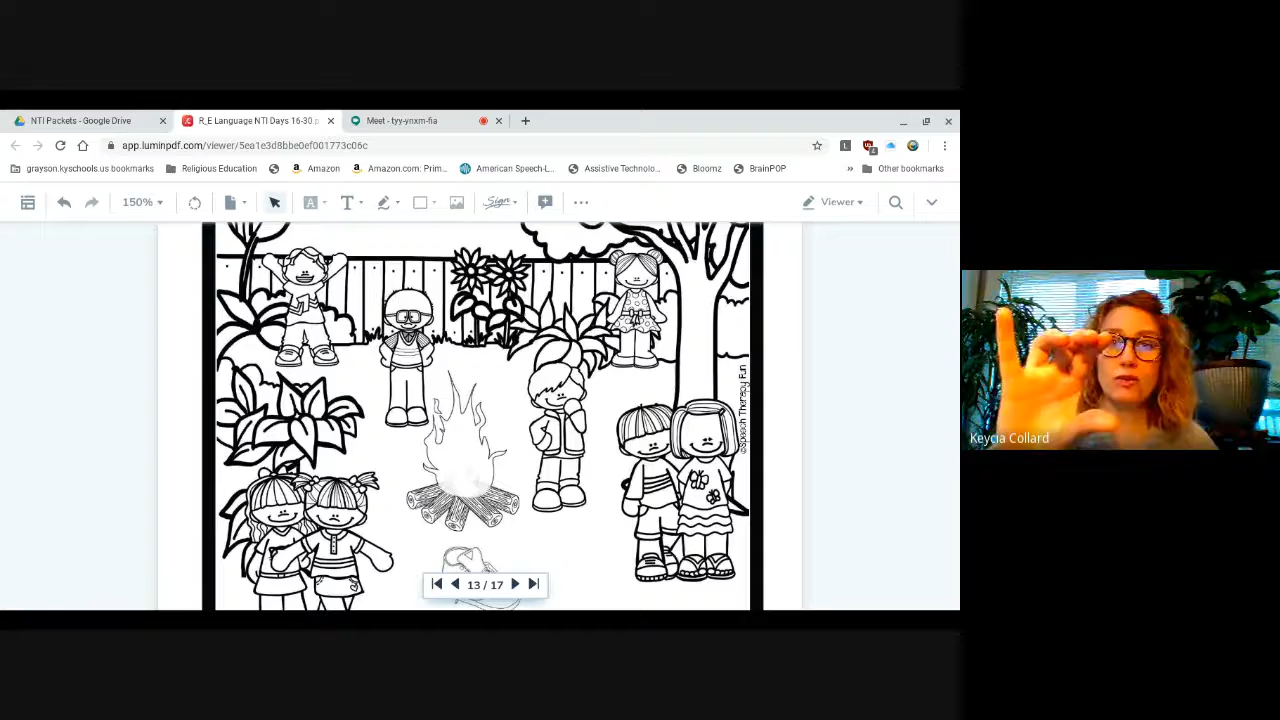 NTI Packets - Google Drive
R_E Language NTI Days 16-30.p
Meet - tyy-ynxm-fia
app.luminpdf.com/viewer/5ea1e3d8bbe0ef001773c06c
grayson.kyschools.us bookmarks
Religious Education
Amazon
Amazon.com: Prim...
American Speech-L...
Assistive Technolo...
Bloomz
BrainPOP
Other bookmarks
150%
Sign
Viewer
©Speech Therapy Fun
13 / 17
Keycia Collard